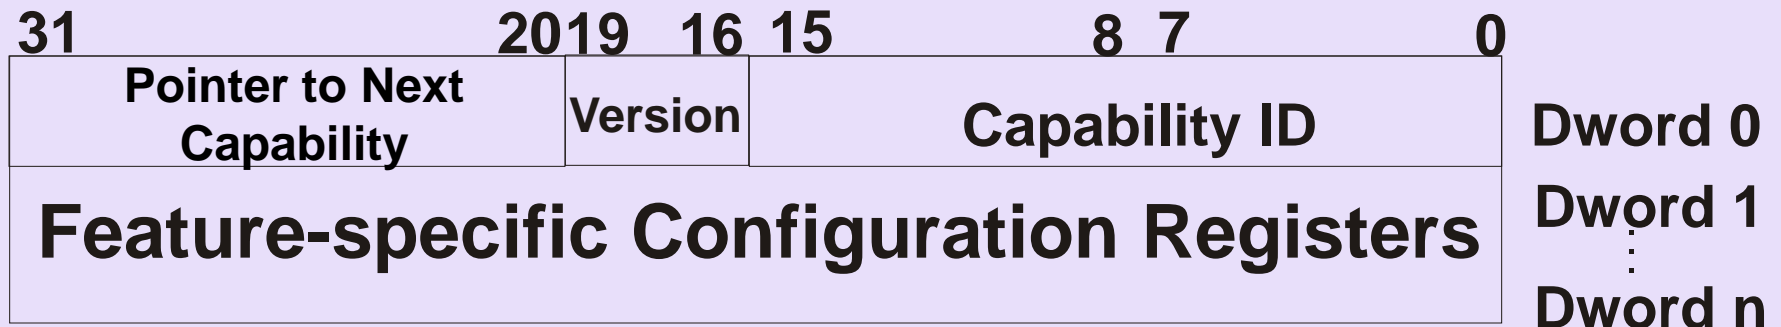 31 2019 16 15 8 7 0
Pointer to Next
Capability
Version
Capability ID
Dword 0
Feature-specific Configuration Registers
Dword 1
Dword n